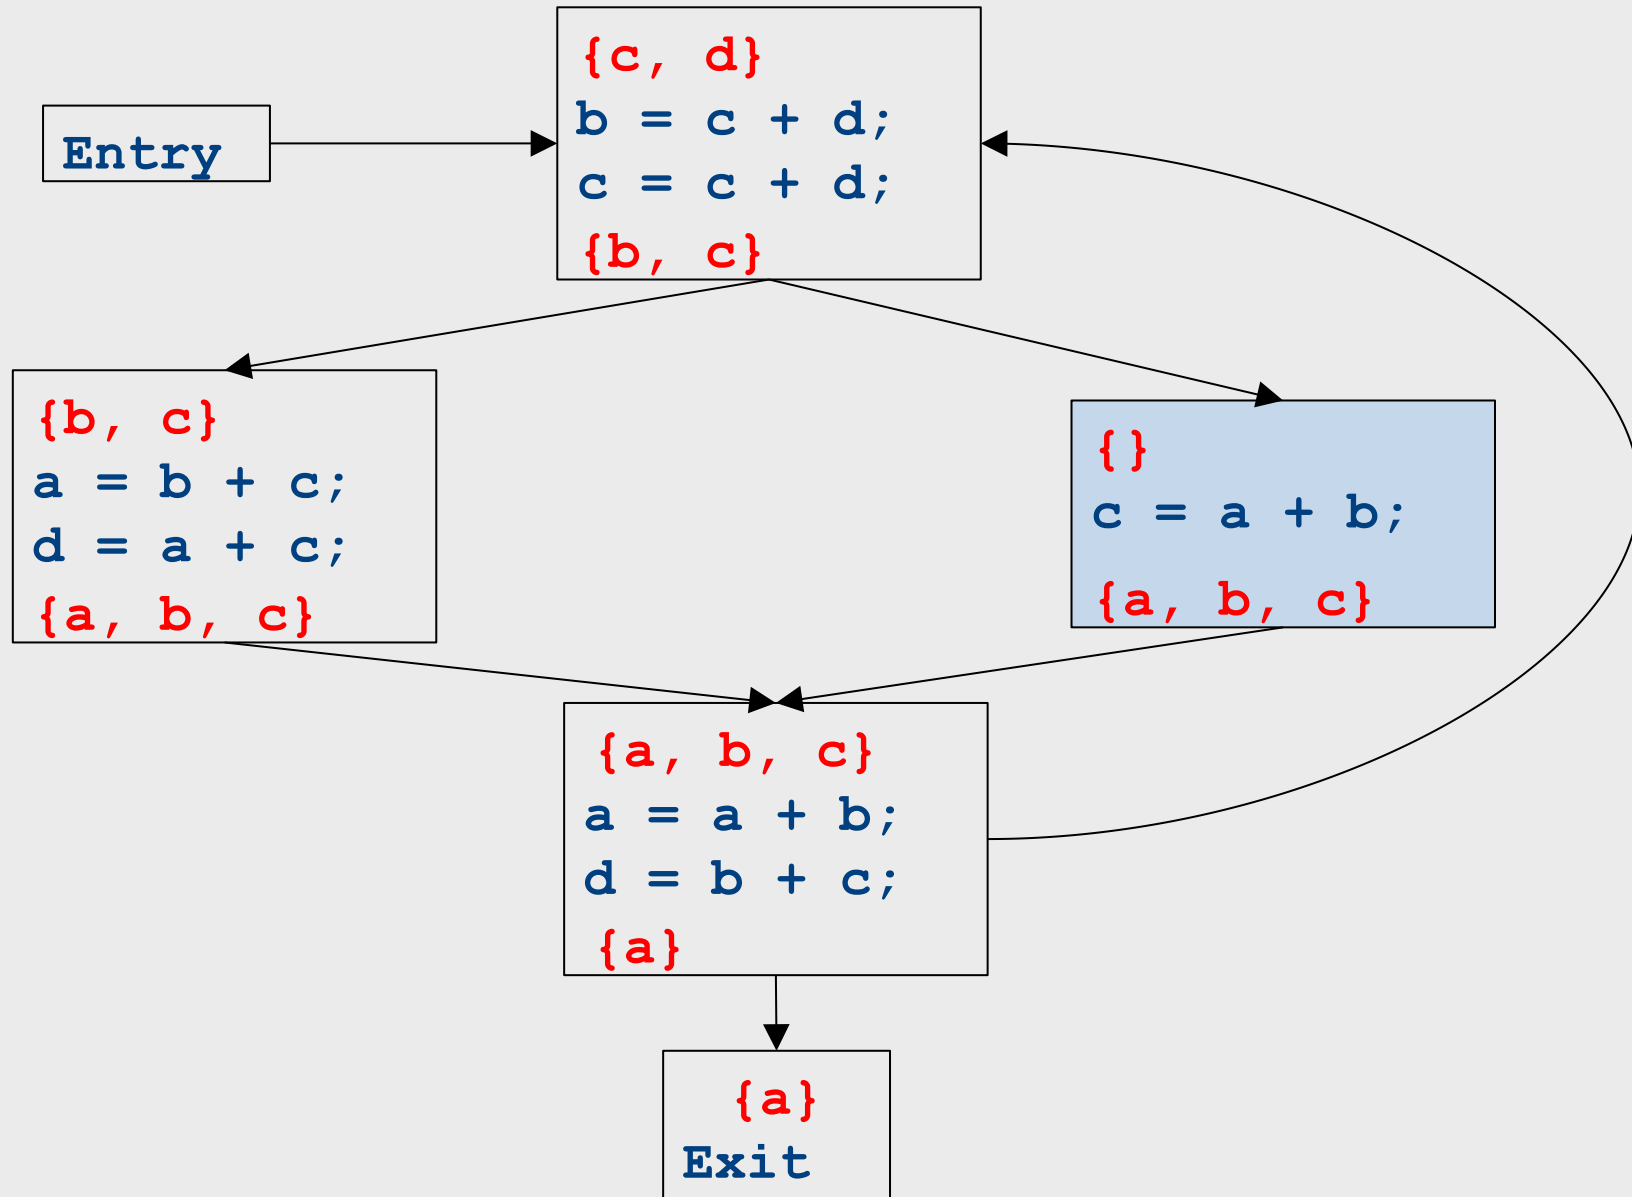 Entry
{c, d}
b = c + d;
c = c + d;
{b, c}
{b, c}
a = b + c;
d = a + c;
{a, b, c}
{}
c = a + b;
{a, b, c}
{a, b, c}
a = a + b;
d = b + c;
{a}
{a}
Exit